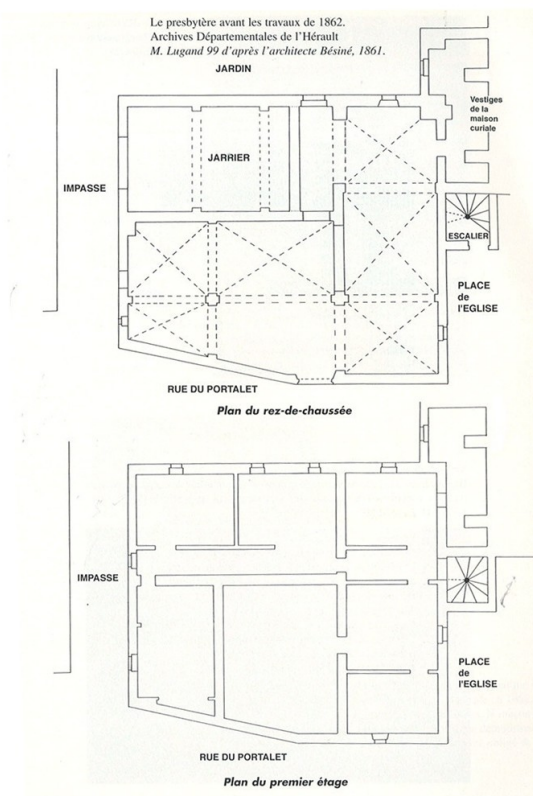 Le presbytère avant les travaux de 1862.
Archives Départementales de l'Hérault
M. Lugand 99 d'après l'architecte Bésiné, 1861.
JARDIN
Vestiges
de la
maison
curiale
JARRIER
IMPASSE
ESCALIER
PLACE
de
l'EGLISE
RUE DU PORTALET
Plan du rez-de-chaussée
IMPASSE
PLACE
de
l'EGLISE
RUE DU PORTALET
Plan du premier étage